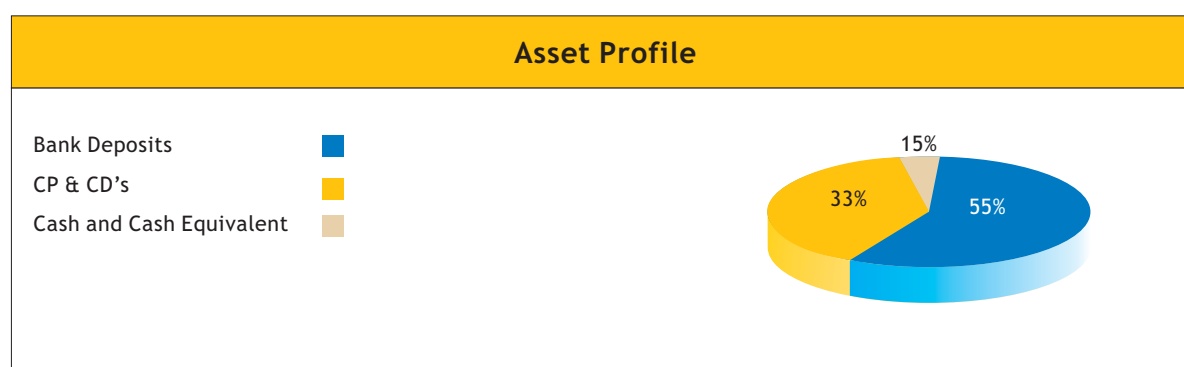 Asset Profile
Bank Deposits
CP & CD’s
Cash and Cash Equivalent
15%
33%
55%